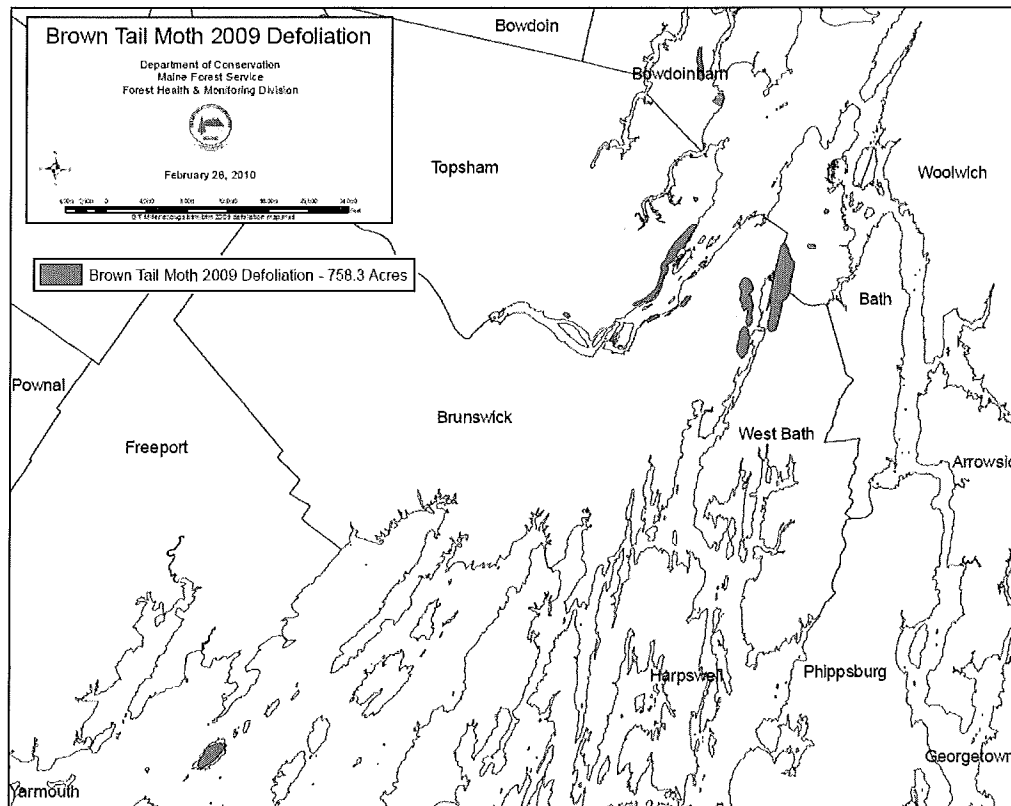 Brown Tail Moth 2009 Defoliation
Department of Conservation
Maine Forest Service
Forest Health & Monitoring Division
February 26, 2010
Brown Tail Moth 2009 Defoliation - 758.3 Acres
Bowdoin
Bowdoinham
Topsham
Woolwich
Bath
Pownal
Brunswick
Freeport
West Bath
Arrowsic
Harpswell
Phippsburg
Georgetown
Yarmouth